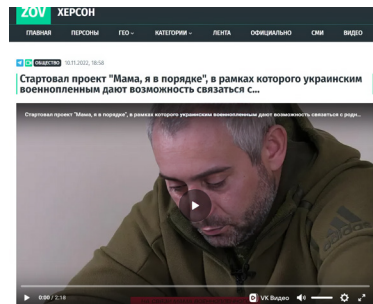 ZOV ХЕРСОН
ГЛАВНАЯ ПЕРСОНЫ ГЕО КАТЕГОРИИ ЛЕНТА ОФИЦИАЛЬНО СМИ ВИДЕО
ОБЩЕСТВО 10.11.2022, 18:58
Стартовал проект "Мама, я в порядке", в рамках которого украинским
военнопленным дают возможность связаться с...
Стартовал проект "Мама, я в порядке", в рамках которого украинским военнопленным дают возможность связаться с родн...
adidas
0:00 / 2:18 VK Видео